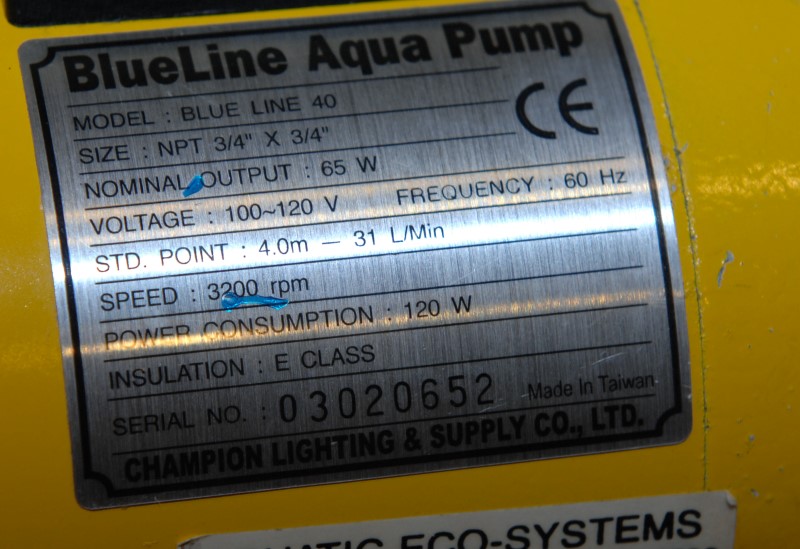 BlueLine Aqua Pump
MODEL : BLUE LINE 40
CE
SIZE : NPT 3/4" X 3/4"
NOMINAL OUTPUT : 65 W
VOLTAGE : 100~120 V FREQUENCY : 60 Hz
STD. POINT : 4.0m — 31 L/Min
SPEED : 3200 rpm
POWER CONSUMPTION : 120 W
INSULATION : E CLASS
SERIAL NO. : 03020652 Made In Taiwan
CHAMPION LIGHTING & SUPPLY CO., LTD.
ECO-SYSTEMS